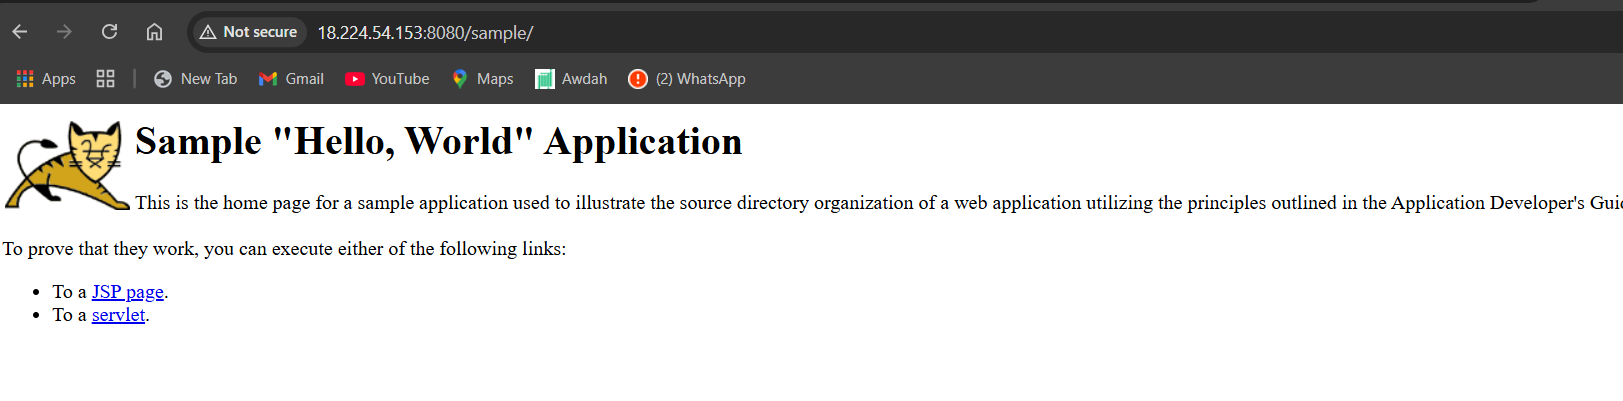 Not secure 18.224.54.153:8080/sample/
Apps New Tab Gmail YouTube Maps Awdah (2) WhatsApp
Sample "Hello, World" Application
This is the home page for a sample application used to illustrate the source directory organization of a web application utilizing the principles outlined in the Application Developer's
To prove that they work, you can execute either of the following links:
• To a JSP page.
• To a servlet.